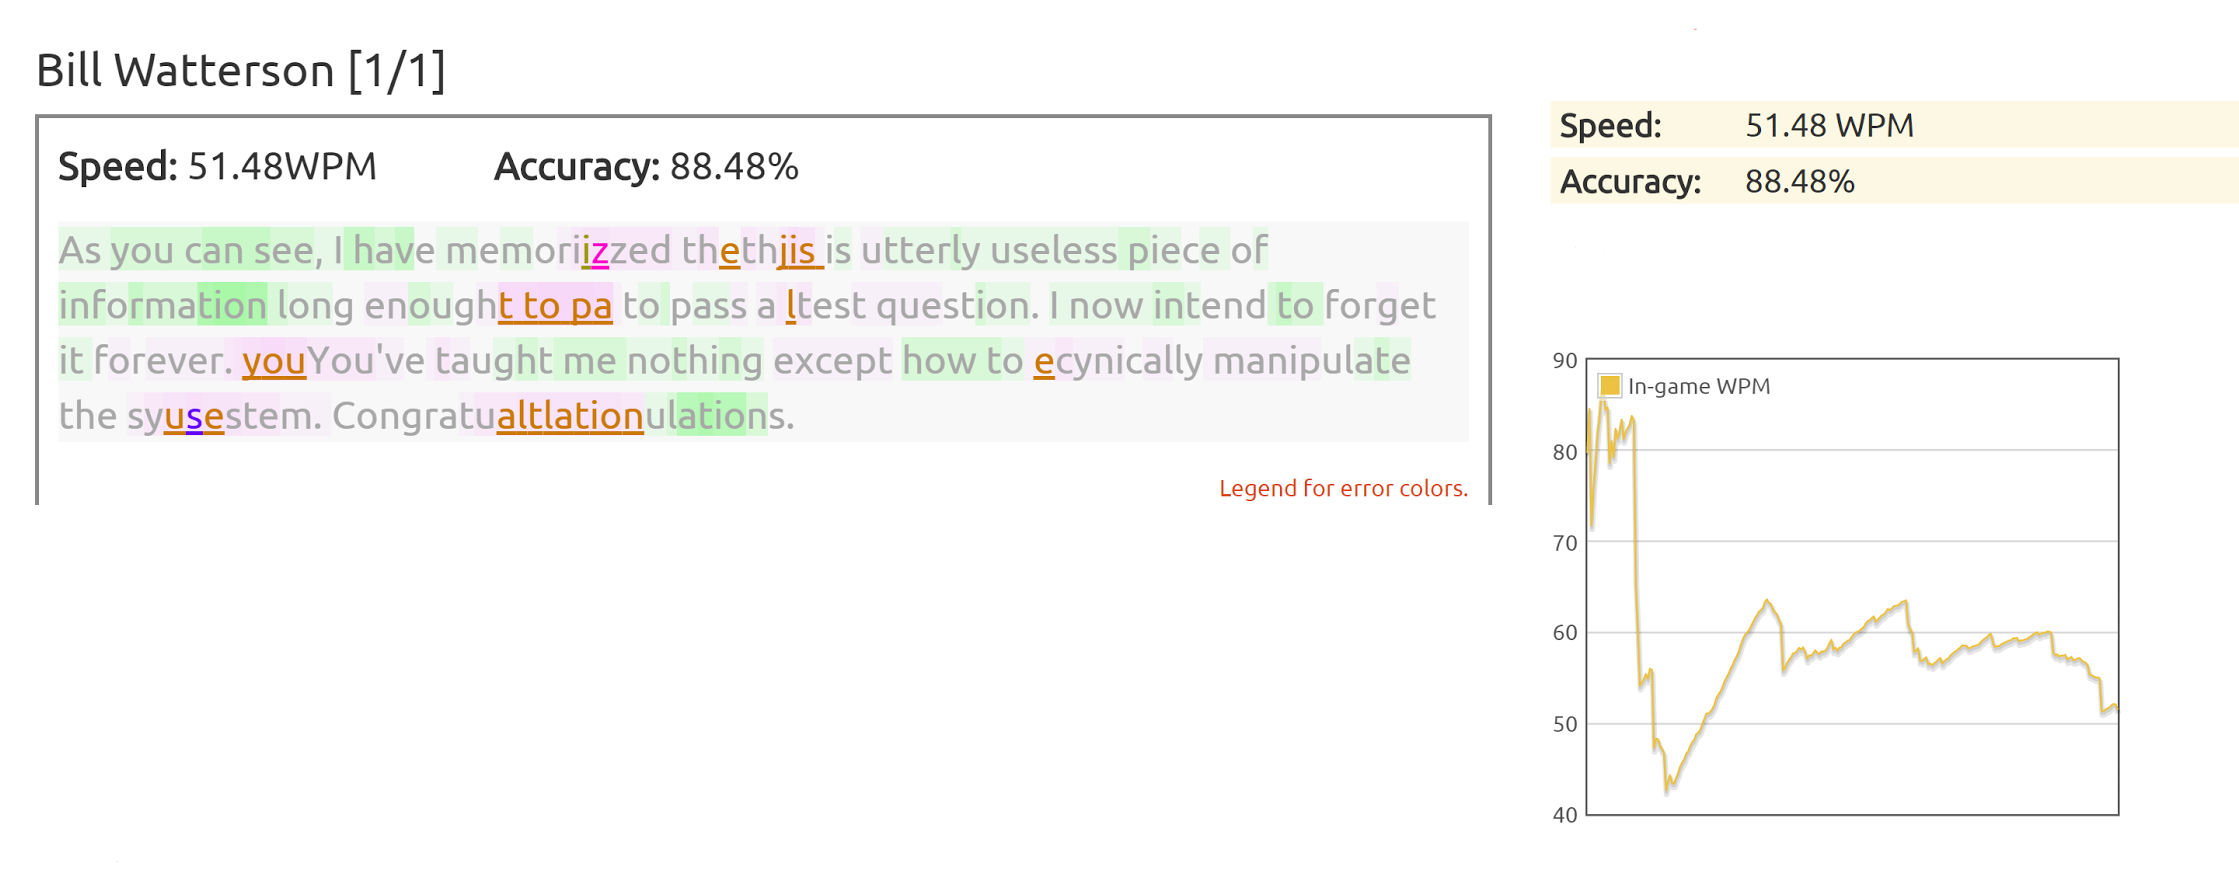 Bill Watterson [1/1]
Speed: 51.48WPM Accuracy: 88.48%
As you can see, I have memoriizzed thethjis is utterly useless piece of
information long enought to pa to pass a ltest question. I now intend to forget
it forever. youYou've taught me nothing except how to ecynically manipulate
the syusestem. Congratualtlationulations.
Legend for error colors.
Speed: 51.48 WPM
Accuracy: 88.48%
In-game WPM
90
80
70
60
50
40